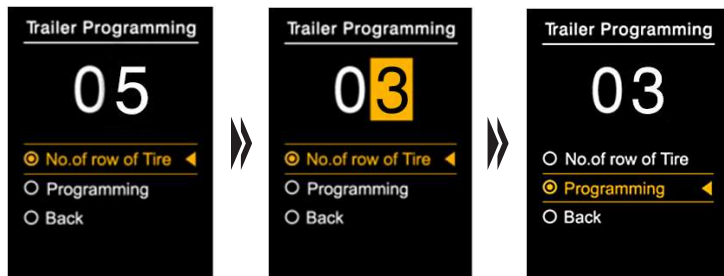 Trailer Programming
05
No.of row of Tire
Programming
Back
Trailer Programming
03
No.of row of Tire
Programming
Back
Trailer Programming
03
No.of row of Tire
Programming
Back